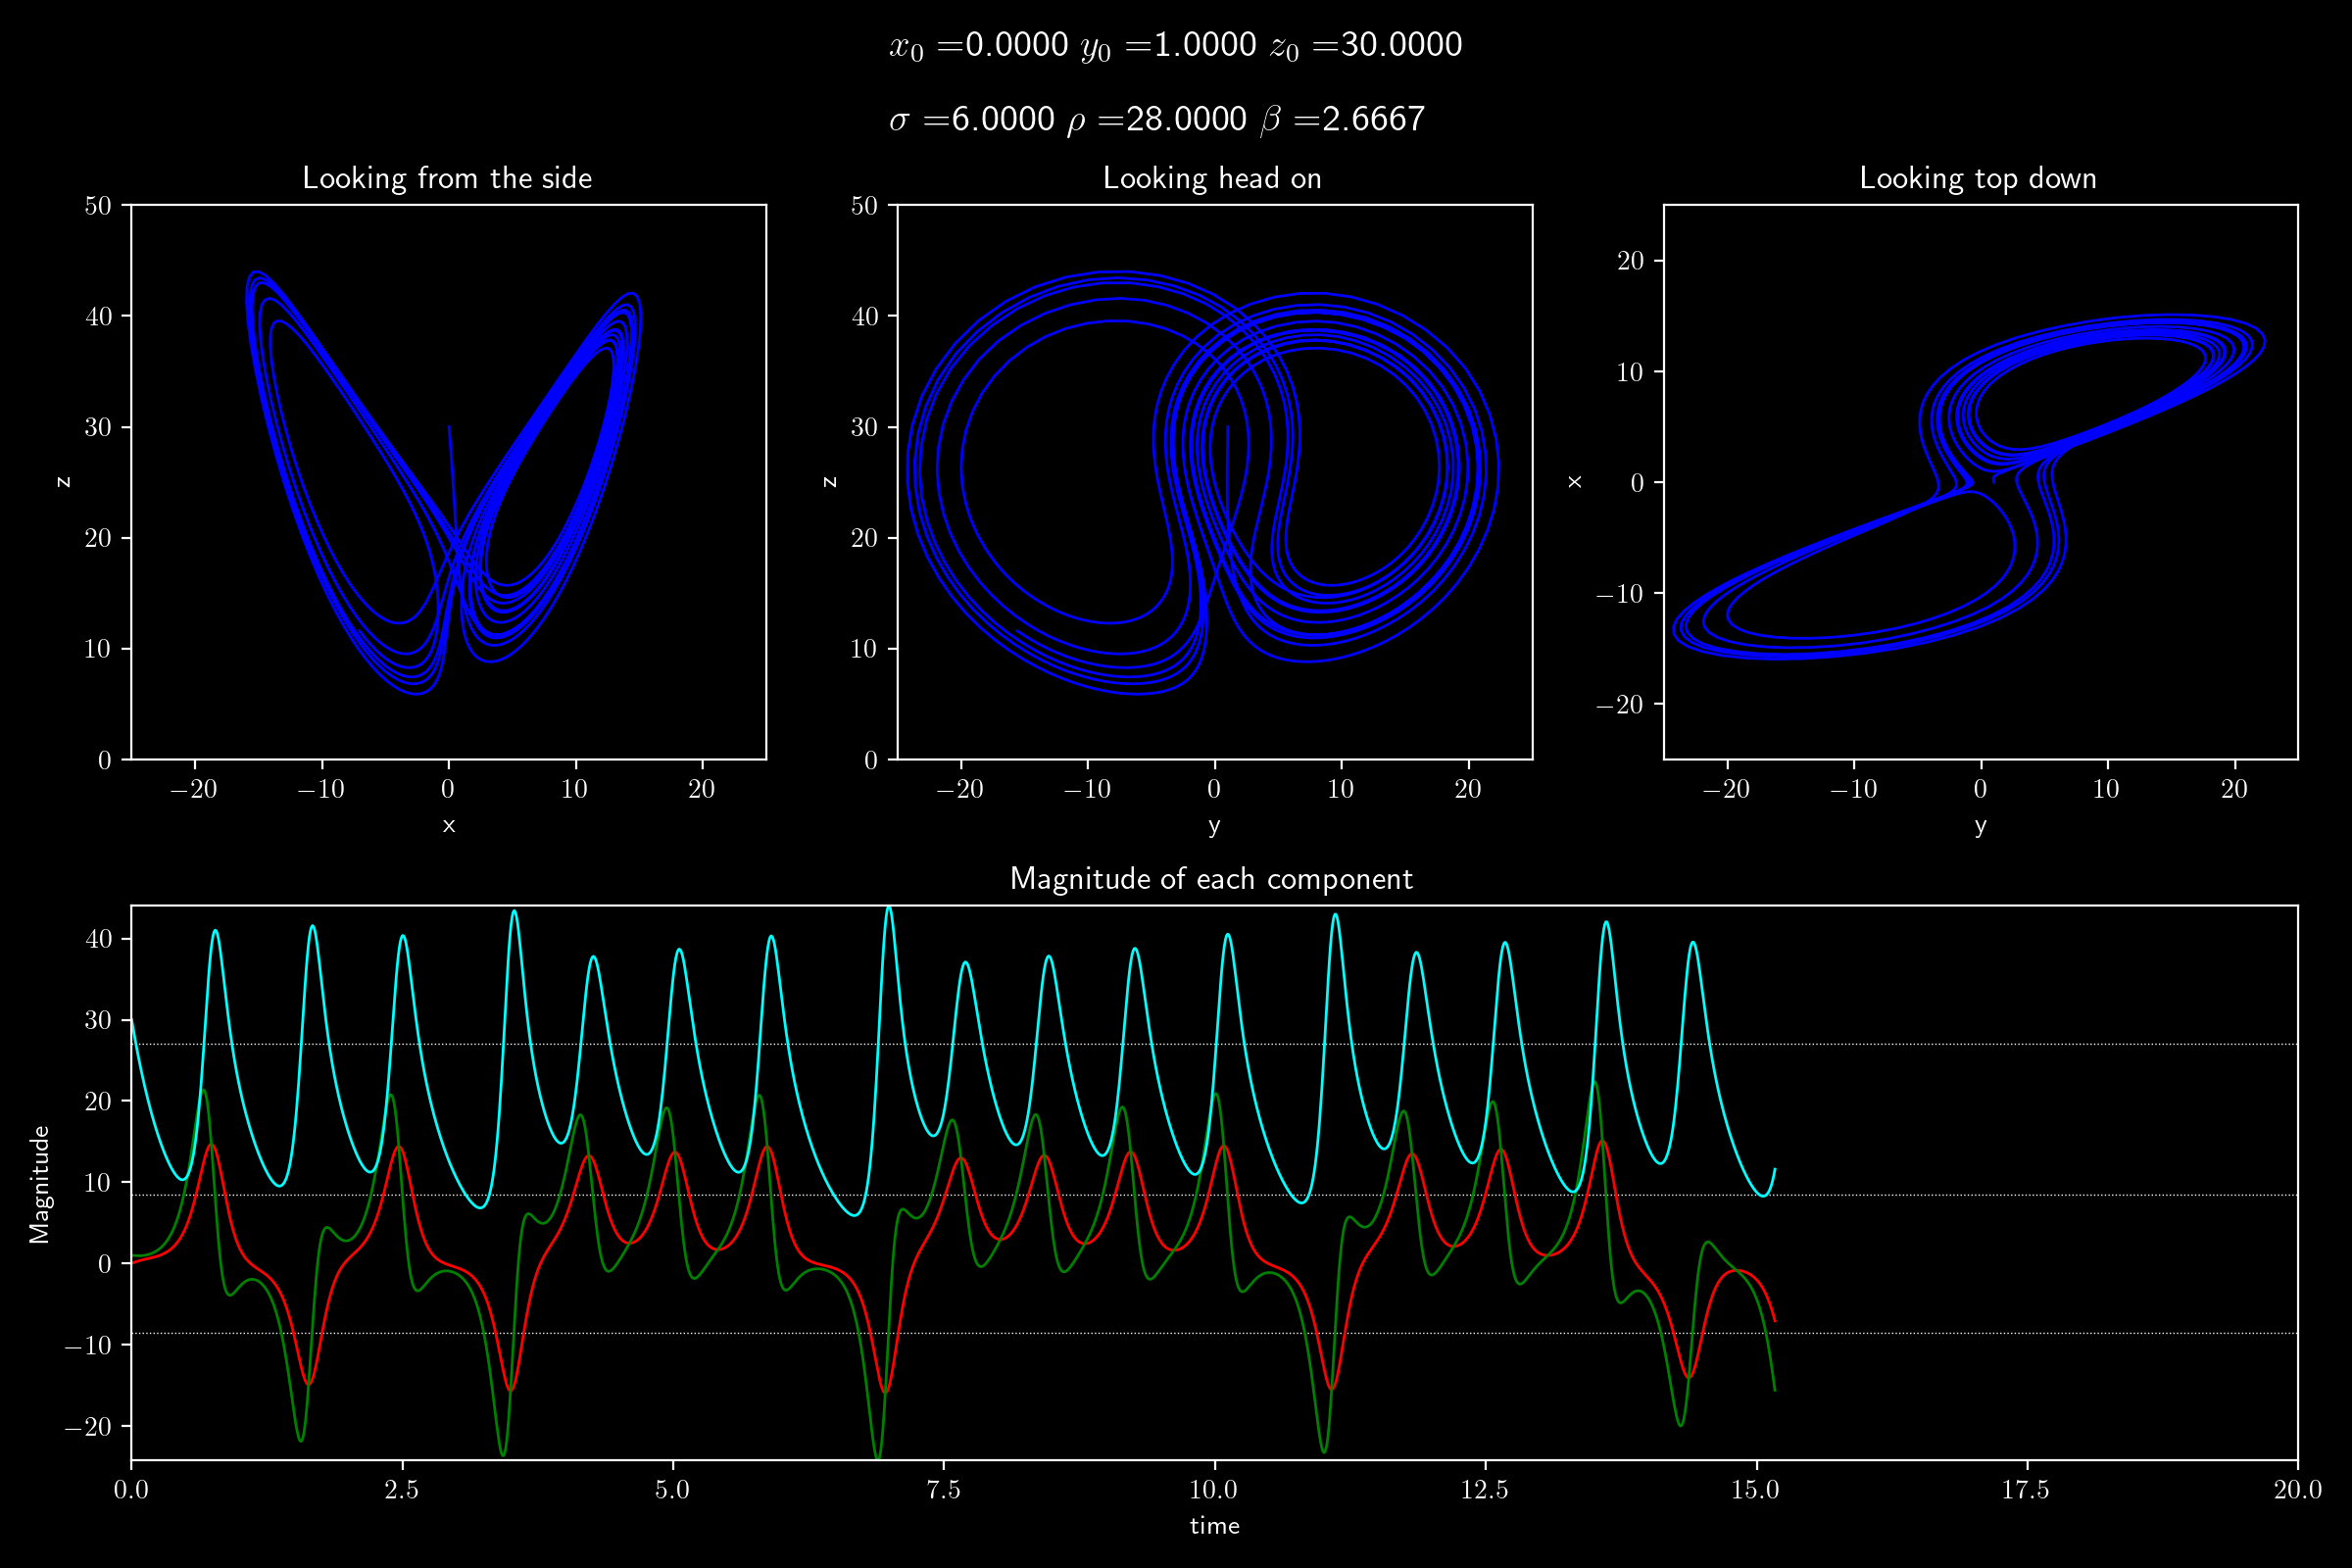 x₀ =0.0000 y₀ =1.0000 z₀ =30.0000
σ =6.0000 ρ =28.0000 β =2.6667
Looking from the side
50
40
30
20
10
0
z
−20 −10 0 10 20
x
Looking head on
50
40
30
20
10
0
z
−20 −10 0 10 20
y
Looking top down
20
10
0
−10
−20
x
−20 −10 0 10 20
y
Magnitude of each component
40
30
20
10
0
−10
−20
Magnitude
0.0 2.5 5.0 7.5 10.0 12.5 15.0 17.5 20.0
time